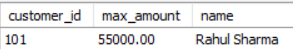 customer_id max_amount name
101 55000.00 Rahul Sharma